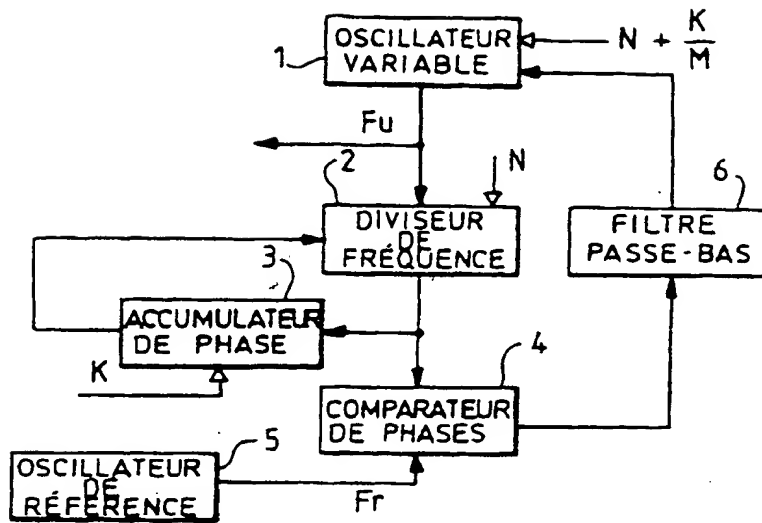 OSCILLATEUR
VARIABLE
1
N + K/M
Fu
2
N
6
DIVISEUR
DE
FRÉQUENCE
FILTRE
PASSE-BAS
3
ACCUMULATEUR
DE PHASE
K
4
COMPARATEUR
DE PHASES
5
OSCILLATEUR
DE
RÉFÉRENCE
Fr